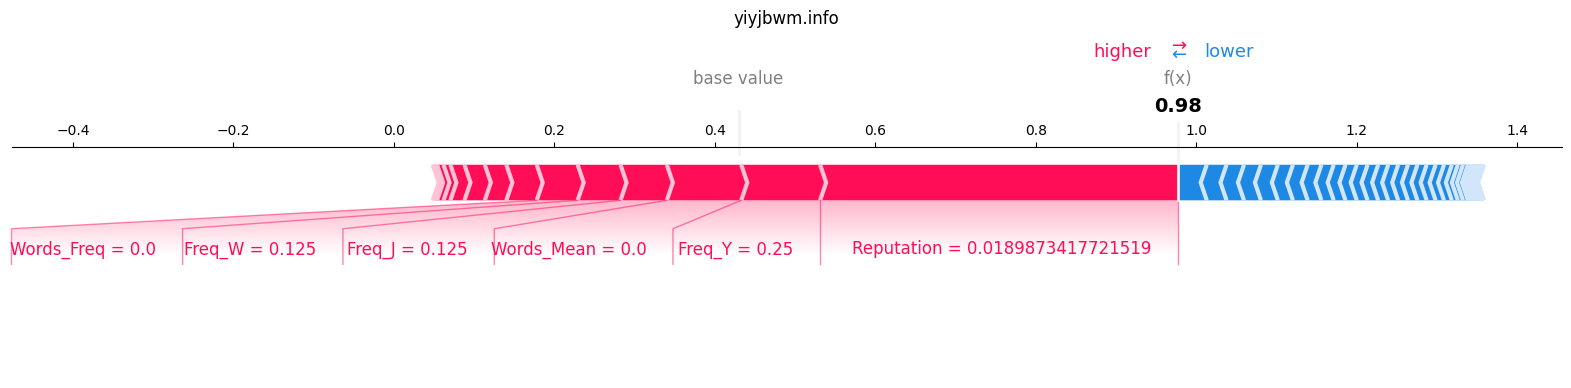 yiyjbwm.info
higher → ← lower
base value f(x)
0.98
−0.4 −0.2 0.0 0.2 0.4 0.6 0.8 1.0 1.2 1.4
Words_Freq = 0.0 Freq_W = 0.125 Freq_J = 0.125 Words_Mean = 0.0 Freq_Y = 0.25 Reputation = 0.0189873417721519